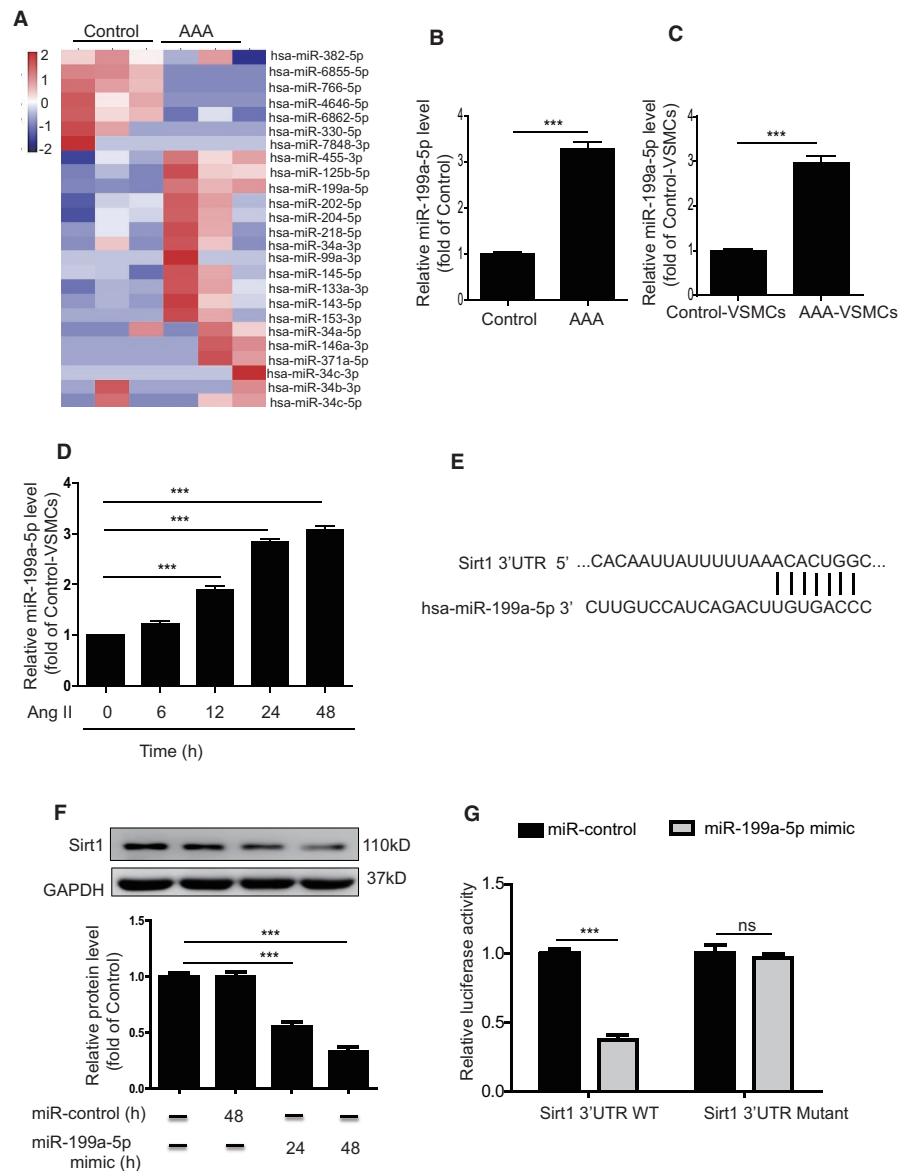 A
Control AAA
2
1
0
-1
-2
hsa-miR-382-5p
hsa-miR-6855-5p
hsa-miR-766-5p
hsa-miR-4646-5p
hsa-miR-6862-5p
hsa-miR-330-5p
hsa-miR-7848-3p
hsa-miR-455-3p
hsa-miR-125b-5p
hsa-miR-199a-5p
hsa-miR-202-5p
hsa-miR-204-5p
hsa-miR-218-5p
hsa-miR-34a-3p
hsa-miR-99a-3p
hsa-miR-145-5p
hsa-miR-133a-3p
hsa-miR-143-5p
hsa-miR-153-3p
hsa-miR-34a-5p
hsa-miR-146a-3p
hsa-miR-371a-5p
hsa-miR-34c-3p
hsa-miR-34b-3p
hsa-miR-34c-5p
B
Relative miR-199a-5p level
(fold of Control)
4
3
2
1
0
***
Control AAA
C
Relative miR-199a-5p level
(fold of Control-VSMCs)
4
3
2
1
0
***
Control-VSMCs AAA-VSMCs
D
Relative miR-199a-5p level
(fold of Control-VSMCs)
4
3
2
1
0
***
***
***
Ang II 0 6 12 24 48
Time (h)
E
Sirt1 3’UTR 5’ ...CACAAUUAUUUUUAAACACUGGC...
hsa-miR-199a-5p 3’ CUUGUCCAUCAGACUUGUGACCC
F
Sirt1 110kD
GAPDH 37kD
Relative protein level
(fold of Control)
1.5
1.0
0.5
0.0
***
***
miR-control (h) — 48 — —
miR-199a-5p — — 24 48
mimic (h)
G
miR-control miR-199a-5p mimic
Relative luciferase activity
1.5
1.0
0.5
0.0
*** ns
Sirt1 3’UTR WT Sirt1 3’UTR Mutant